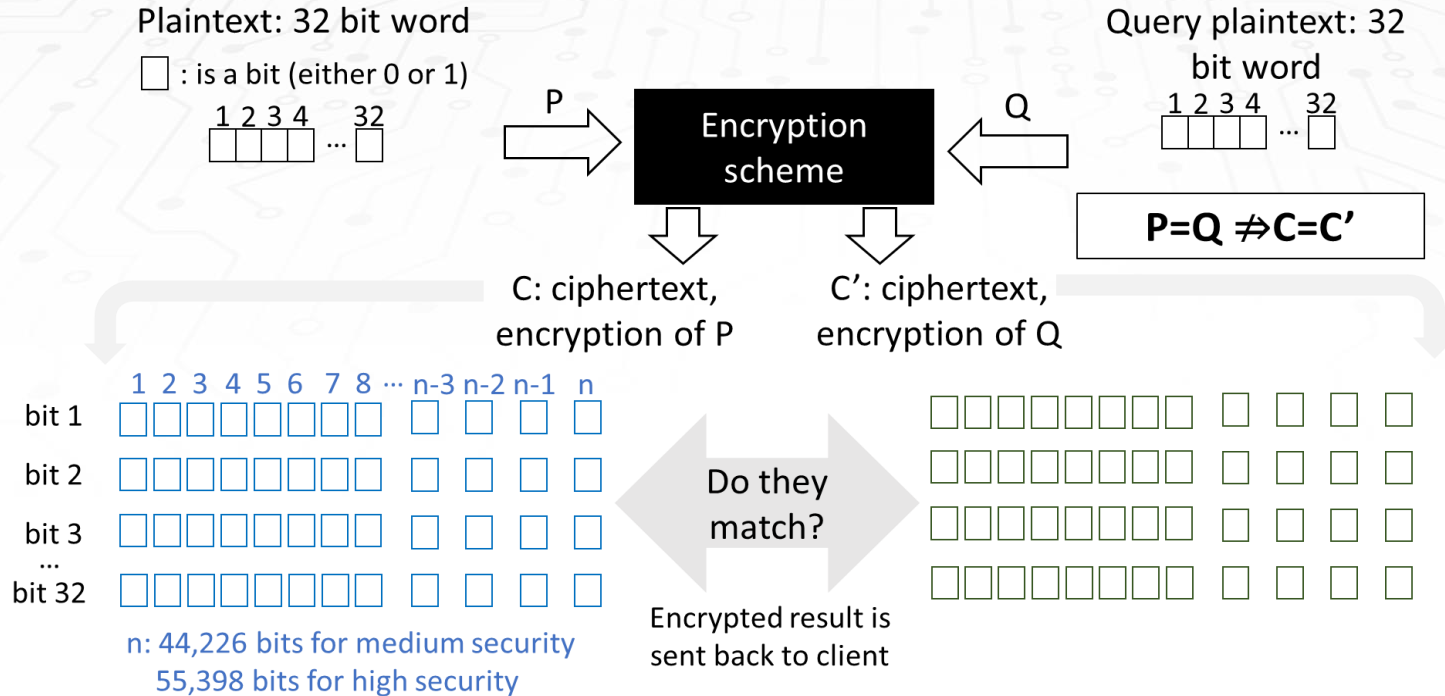 Plaintext: 32 bit word
: is a bit (either 0 or 1)
1 2 3 4 32
...
P
Encryption
scheme
Q
Query plaintext: 32
bit word
1 2 3 4 32
...
P=Q ⇏C=C’
C: ciphertext,
encryption of P
C’: ciphertext,
encryption of Q
1 2 3 4 5 6 7 8 ... n-3 n-2 n-1 n
bit 1
bit 2
bit 3
...
bit 32
Do they
match?
n: 44,226 bits for medium security
55,398 bits for high security
Encrypted result is
sent back to client